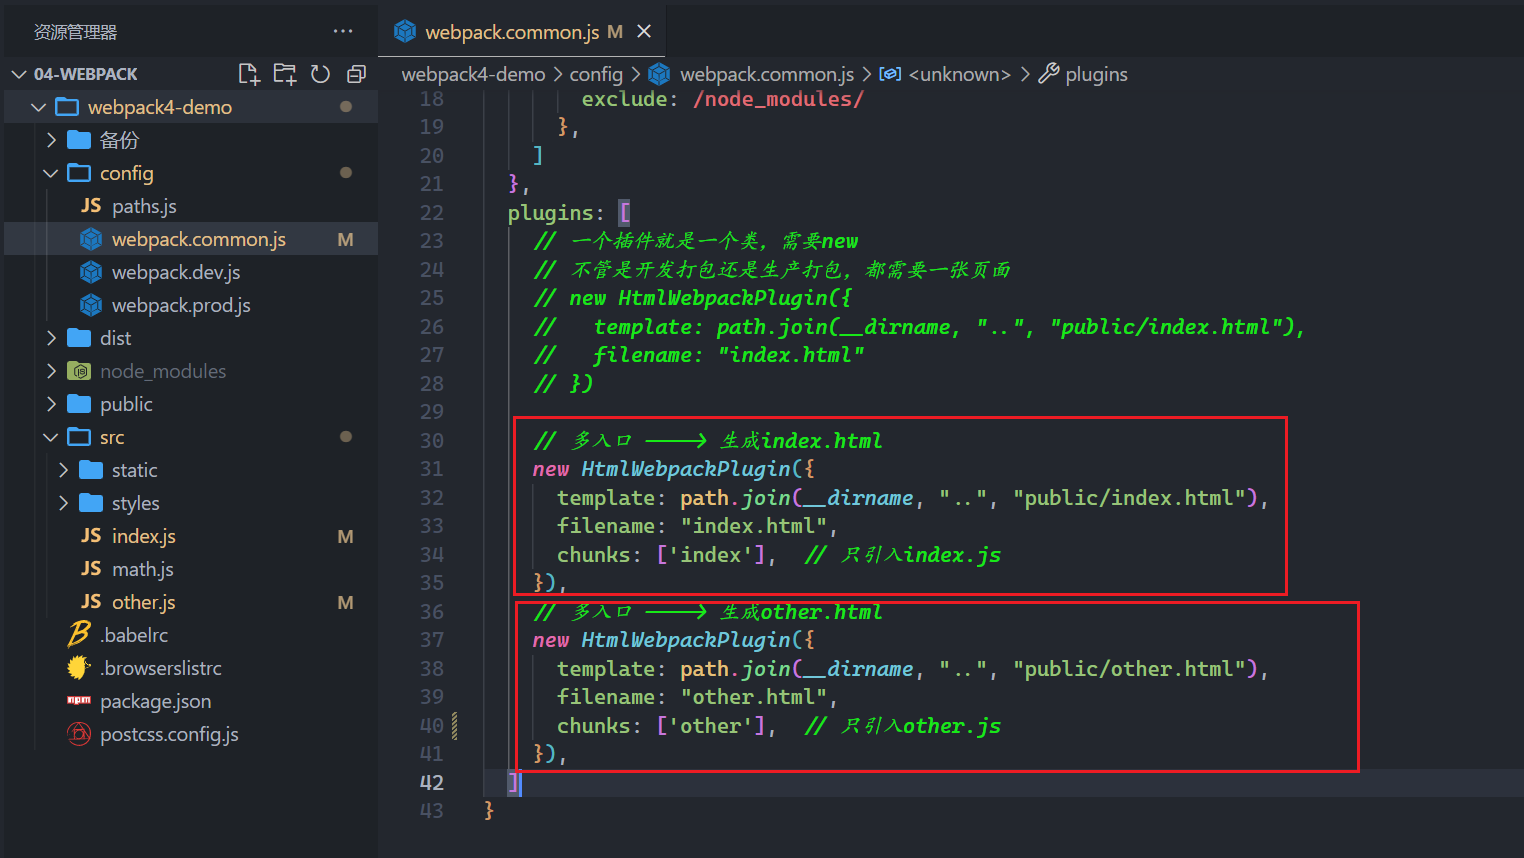 资源管理器
04-WEBPACK
webpack4-demo
备份
config
JS paths.js
webpack.common.js M
webpack.dev.js
webpack.prod.js
dist
node_modules
public
src
static
styles
JS index.js M
JS math.js
JS other.js M
.babelrc
.browserslistrc
npm package.json
postcss.config.js
webpack.common.js M
webpack4-demo > config > webpack.common.js > <unknown> > plugins
18 exclude: /node_modules/
19 },
20 ]
21 },
22 plugins: [
23 // 一个插件就是一个类，需要new
24 // 不管是开发打包还是生产打包，都需要一张页面
25 // new HtmlWebpackPlugin({
26 // template: path.join(__dirname, "..", "public/index.html"),
27 // filename: "index.html"
28 // })
29
30 // 多入口 ----> 生成index.html
31 new HtmlWebpackPlugin({
32 template: path.join(__dirname, "..", "public/index.html"),
33 filename: "index.html",
34 chunks: ['index'], // 只引入index.js
35 }),
36 // 多入口 ----> 生成other.html
37 new HtmlWebpackPlugin({
38 template: path.join(__dirname, "..", "public/other.html"),
39 filename: "other.html",
40 chunks: ['other'], // 只引入other.js
41 }),
42 ]
43 }